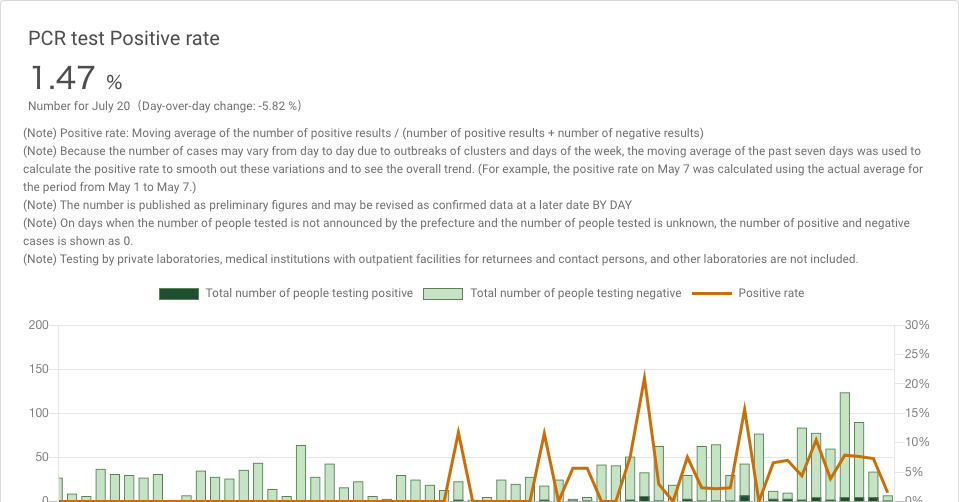 PCR test Positive rate
1.47 %
Number for July 20 (Day-over-day change: -5.82 %)
(Note) Positive rate: Moving average of the number of positive results / (number of positive results + number of negative results)
(Note) Because the number of cases may vary from day to day due to outbreaks of clusters and days of the week, the moving average of the past seven days was used to
calculate the positive rate to smooth out these variations and to see the overall trend. (For example, the positive rate on May 7 was calculated using the actual average for
the period from May 1 to May 7.)
(Note) The number is published as preliminary figures and may be revised as confirmed data at a later date BY DAY
(Note) On days when the number of people tested is not announced by the prefecture and the number of people tested is unknown, the number of positive and negative
cases is shown as 0.
(Note) Testing by private laboratories, medical institutions with outpatient facilities for returnees and contact persons, and other laboratories are not included.
Total number of people testing positive Total number of people testing negative Positive rate
200 30%
25%
150
20%
100 15%
10%
50
5%
0 0%